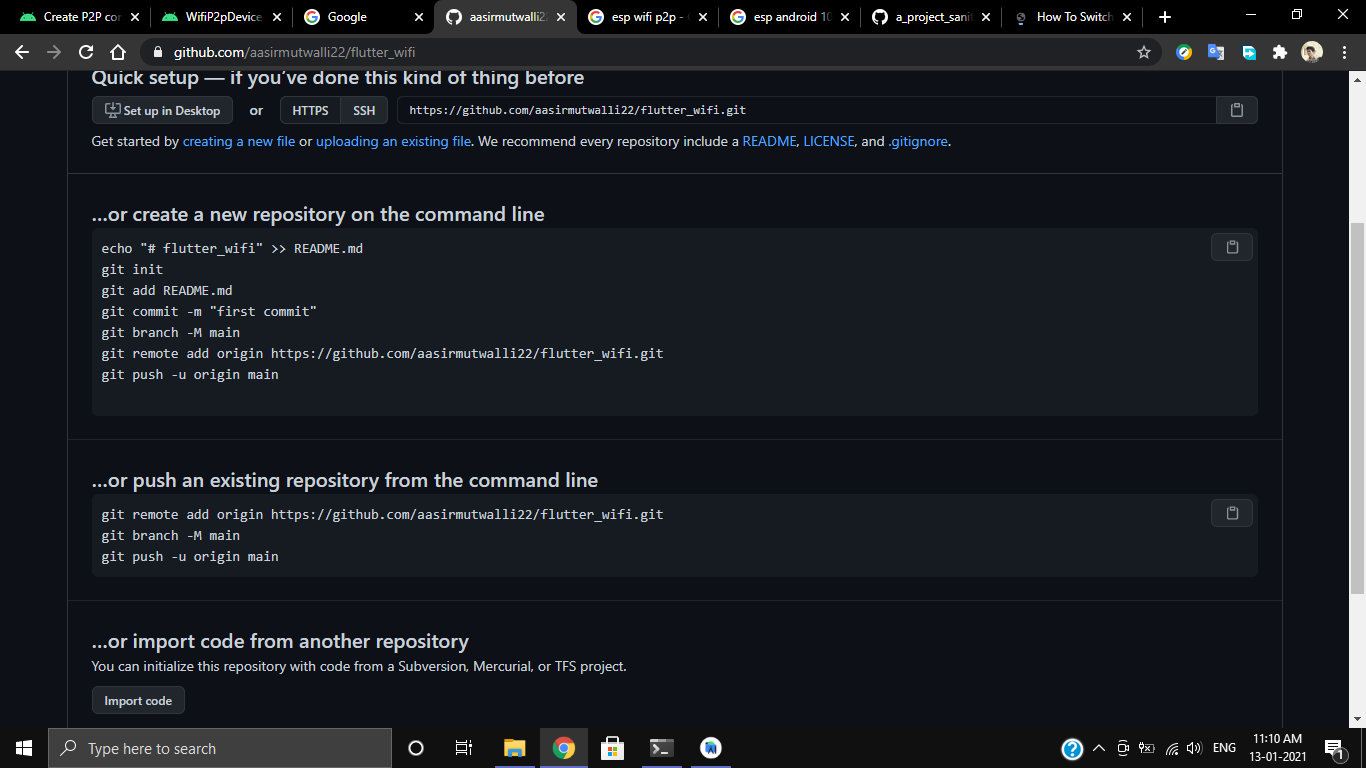 Create P2P cor
WifiP2pDevice
Google
aasirmutwalli2
esp wifi p2p -
esp android 10
a_project_sanit
How To Switch
github.com/aasirmutwalli22/flutter_wifi
Quick setup — if you've done this kind of thing before
Set up in Desktop or HTTPS SSH https://github.com/aasirmutwalli22/flutter_wifi.git
Get started by creating a new file or uploading an existing file. We recommend every repository include a README, LICENSE, and .gitignore.
…or create a new repository on the command line
echo "# flutter_wifi" >> README.md
git init
git add README.md
git commit -m "first commit"
git branch -M main
git remote add origin https://github.com/aasirmutwalli22/flutter_wifi.git
git push -u origin main
…or push an existing repository from the command line
git remote add origin https://github.com/aasirmutwalli22/flutter_wifi.git
git branch -M main
git push -u origin main
…or import code from another repository
You can initialize this repository with code from a Subversion, Mercurial, or TFS project.
Import code
Type here to search
ENG
11:10 AM
13-01-2021
1